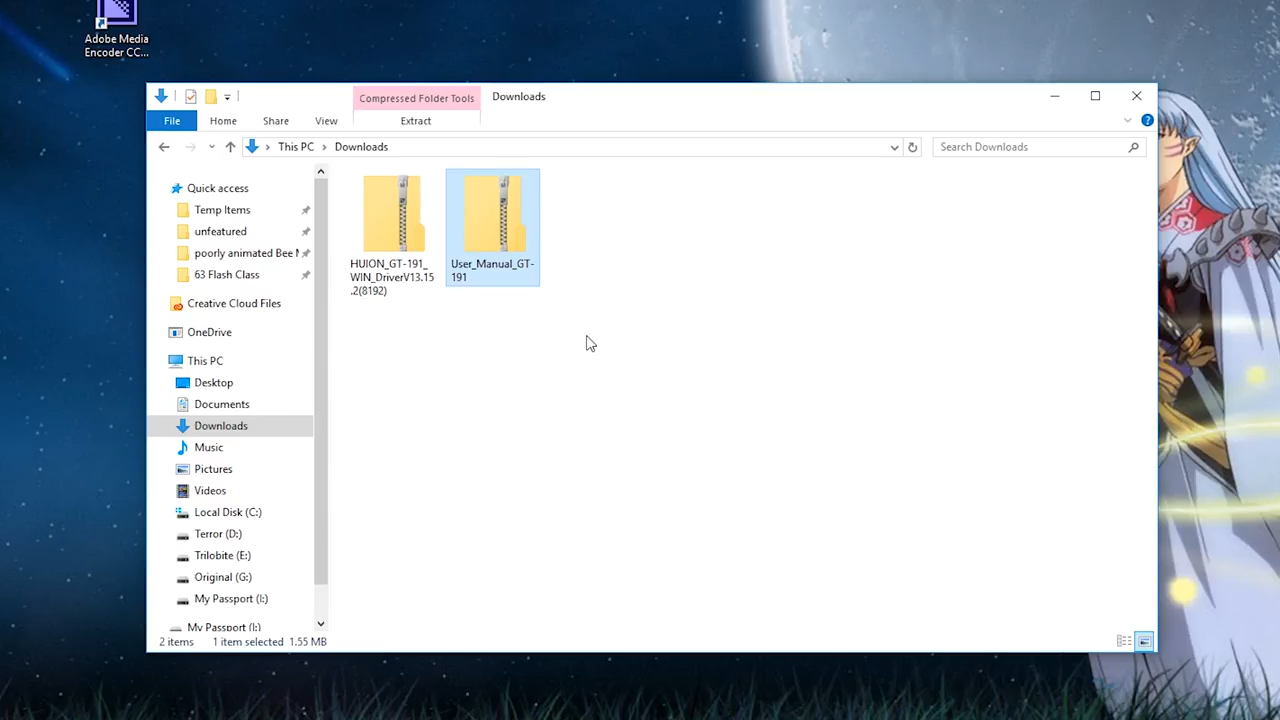 Adobe Media
Encoder CC...
Compressed Folder Tools
Downloads
File
Home
Share
View
Extract
This PC
Downloads
Search Downloads
Quick access
Temp Items
unfeatured
poorly animated Bee M
63 Flash Class
Creative Cloud Files
OneDrive
This PC
Desktop
Documents
Downloads
Music
Pictures
Videos
Local Disk (C:)
Terror (D:)
Trilobite (E:)
Original (G:)
My Passport (I:)
My Passport (I:)
HUION_GT-191_
WIN_DriverV13.15
.2(8192)
User_Manual_GT-
191
2 items
1 item selected 1.55 MB